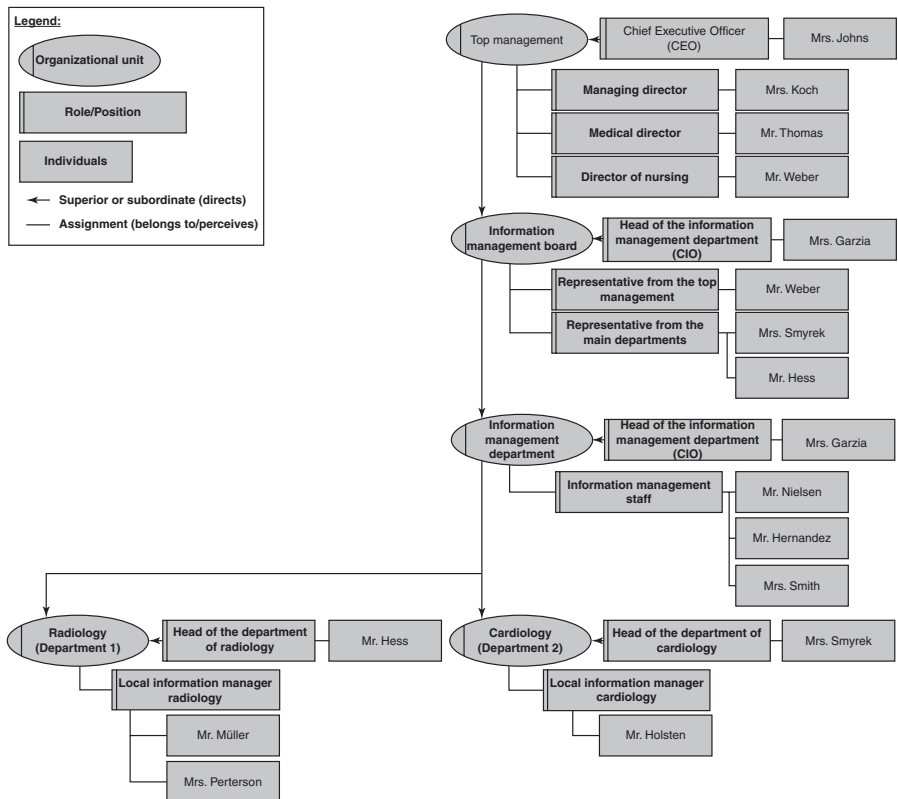 Legend:
Organizational unit
Role/Position
Individuals
Superior or subordinate (directs)
Assignment (belongs to/perceives)
Top management
Chief Executive Officer
(CEO)
Mrs. Johns
Managing director
Mrs. Koch
Medical director
Mr. Thomas
Director of nursing
Mr. Weber
Information
management board
Head of the information
management department
(CIO)
Mrs. Garzia
Representative from the top
management
Mr. Weber
Representative from the
main departments
Mrs. Smyrek
Mr. Hess
Information
management
department
Head of the information
management department
(CIO)
Mrs. Garzia
Information management
staff
Mr. Nielsen
Mr. Hernandez
Mrs. Smith
Radiology
(Department 1)
Head of the department
of radiology
Mr. Hess
Local information manager
radiology
Mr. Müller
Mrs. Perterson
Cardiology
(Department 2)
Head of the department of
cardiology
Mrs. Smyrek
Local information manager
cardiology
Mr. Holsten